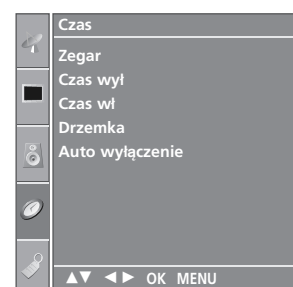 Czas
Zegar
Czas wył
Czas wł
Drzemka
Auto wyłączenie
▲▼ ◄► OK MENU